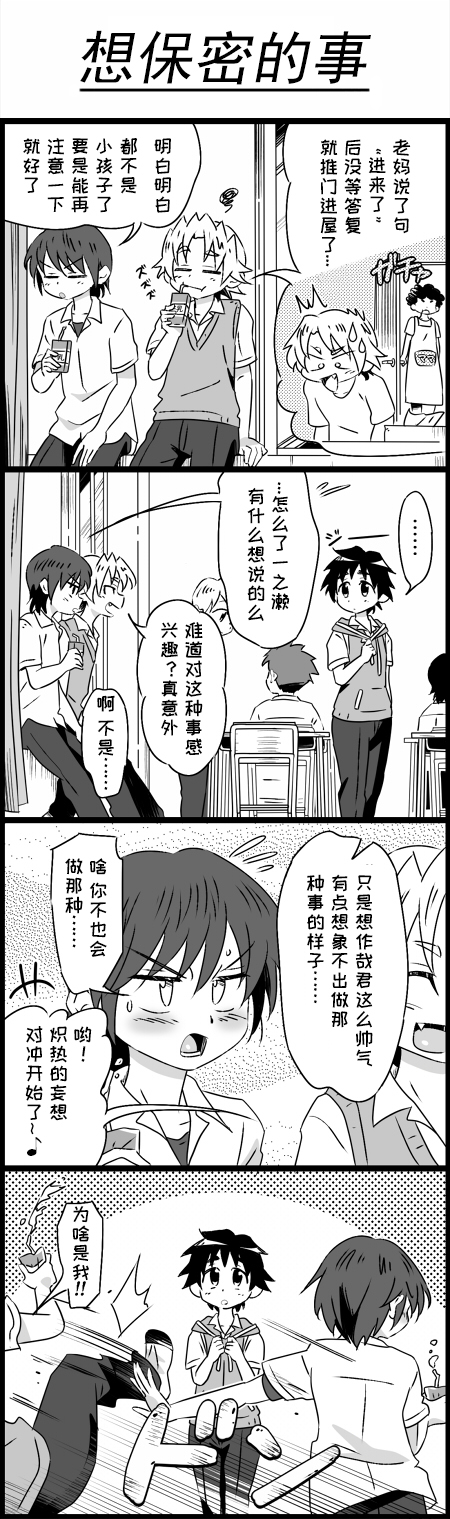 想保密的事
老妈说了句
“进来了”
后没等答复
就推门进屋了…
ガチャ
ズズズ
明白明白
都不是
小孩子了
要是能再
注意一下
就好了
……
…怎么了一之濑
有什么想说的么
难道对这种事感
兴趣？真意外
啊 不是……
只是想作哉君这么帅气
有点想象不出做那
种事的样子……
啥 你不也会
做那种……
哟！
炽热的妄想
对冲开始了~♪
为啥
是我!!